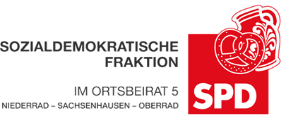 SOZIALDEMOKRATISCHE
FRAKTION
IM ORTSBEIRAT 5
NIEDERRAD – SACHSENHAUSEN – OBERRAD
SPD